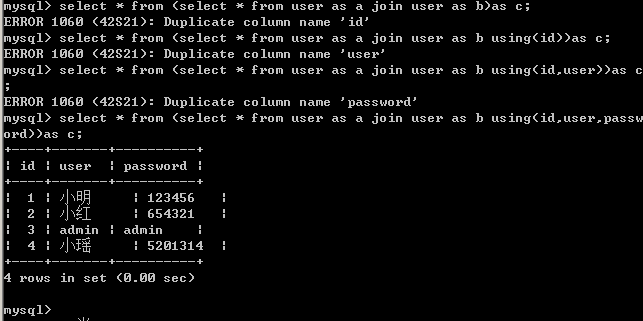 mysql> select * from (select * from user as a join user as b)as c;
ERROR 1060 (42S21): Duplicate column name 'id'
mysql> select * from (select * from user as a join user as b using(id))as c;
ERROR 1060 (42S21): Duplicate column name 'user'
mysql> select * from (select * from user as a join user as b using(id,user))as c
;
ERROR 1060 (42S21): Duplicate column name 'password'
mysql> select * from (select * from user as a join user as b using(id,user,passw
ord))as c;
+----+-------+----------+
| id | user  | password |
+----+-------+----------+
|  1 | 小明    | 123456   |
|  2 | 小红    | 654321   |
|  3 | admin | admin    |
|  4 | 小瑶    | 5201314  |
+----+-------+----------+
4 rows in set (0.00 sec)
mysql>